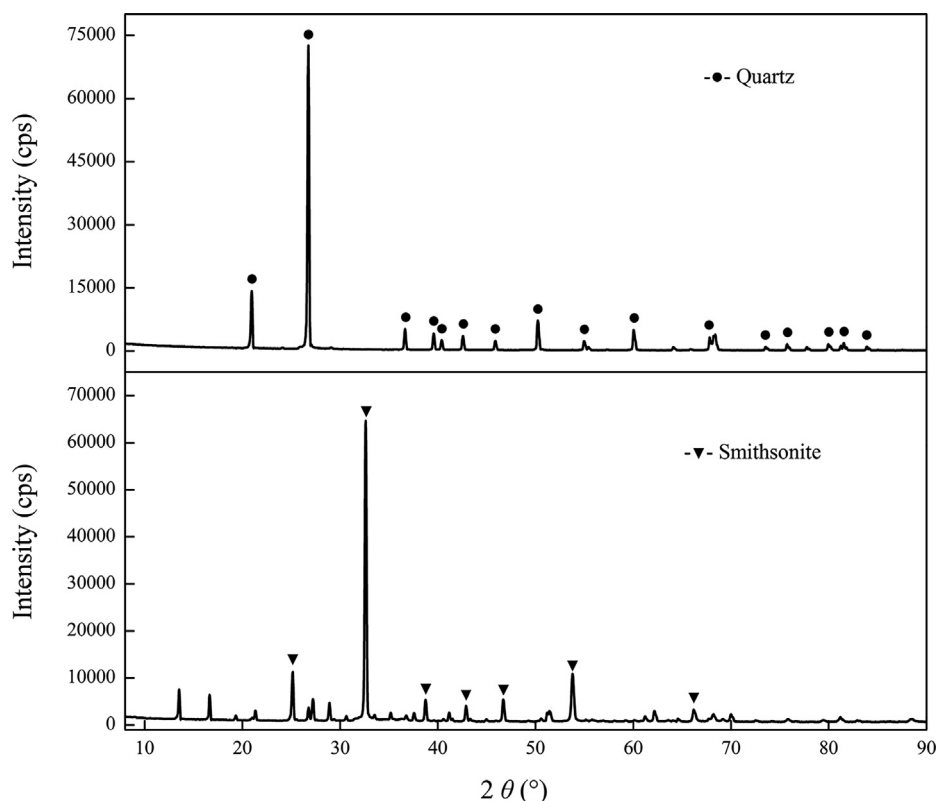 75000
60000
45000
30000
15000
0
Intensity (cps)
-●- Quartz
70000
60000
50000
40000
30000
20000
10000
0
Intensity (cps)
-▼- Smithsonite
10 20 30 40 50 60 70 80 90
2 θ (°)